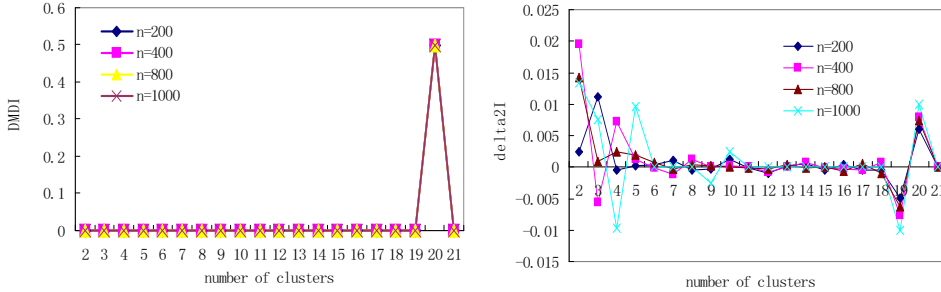 0.6
0.5
0.4
0.3
0.2
0.1
0
DMDI
n=200
n=400
n=800
n=1000
2 3 4 5 6 7 8 9 10 11 12 13 14 15 16 17 18 19 20 21
number of clusters
0.025
0.02
0.015
0.01
0.005
0
-0.005
-0.01
-0.015
delta2I
n=200
n=400
n=800
n=1000
2 3 4 5 6 7 8 9 10 11 12 13 14 15 16 17 18 19 20 21
number of clusters